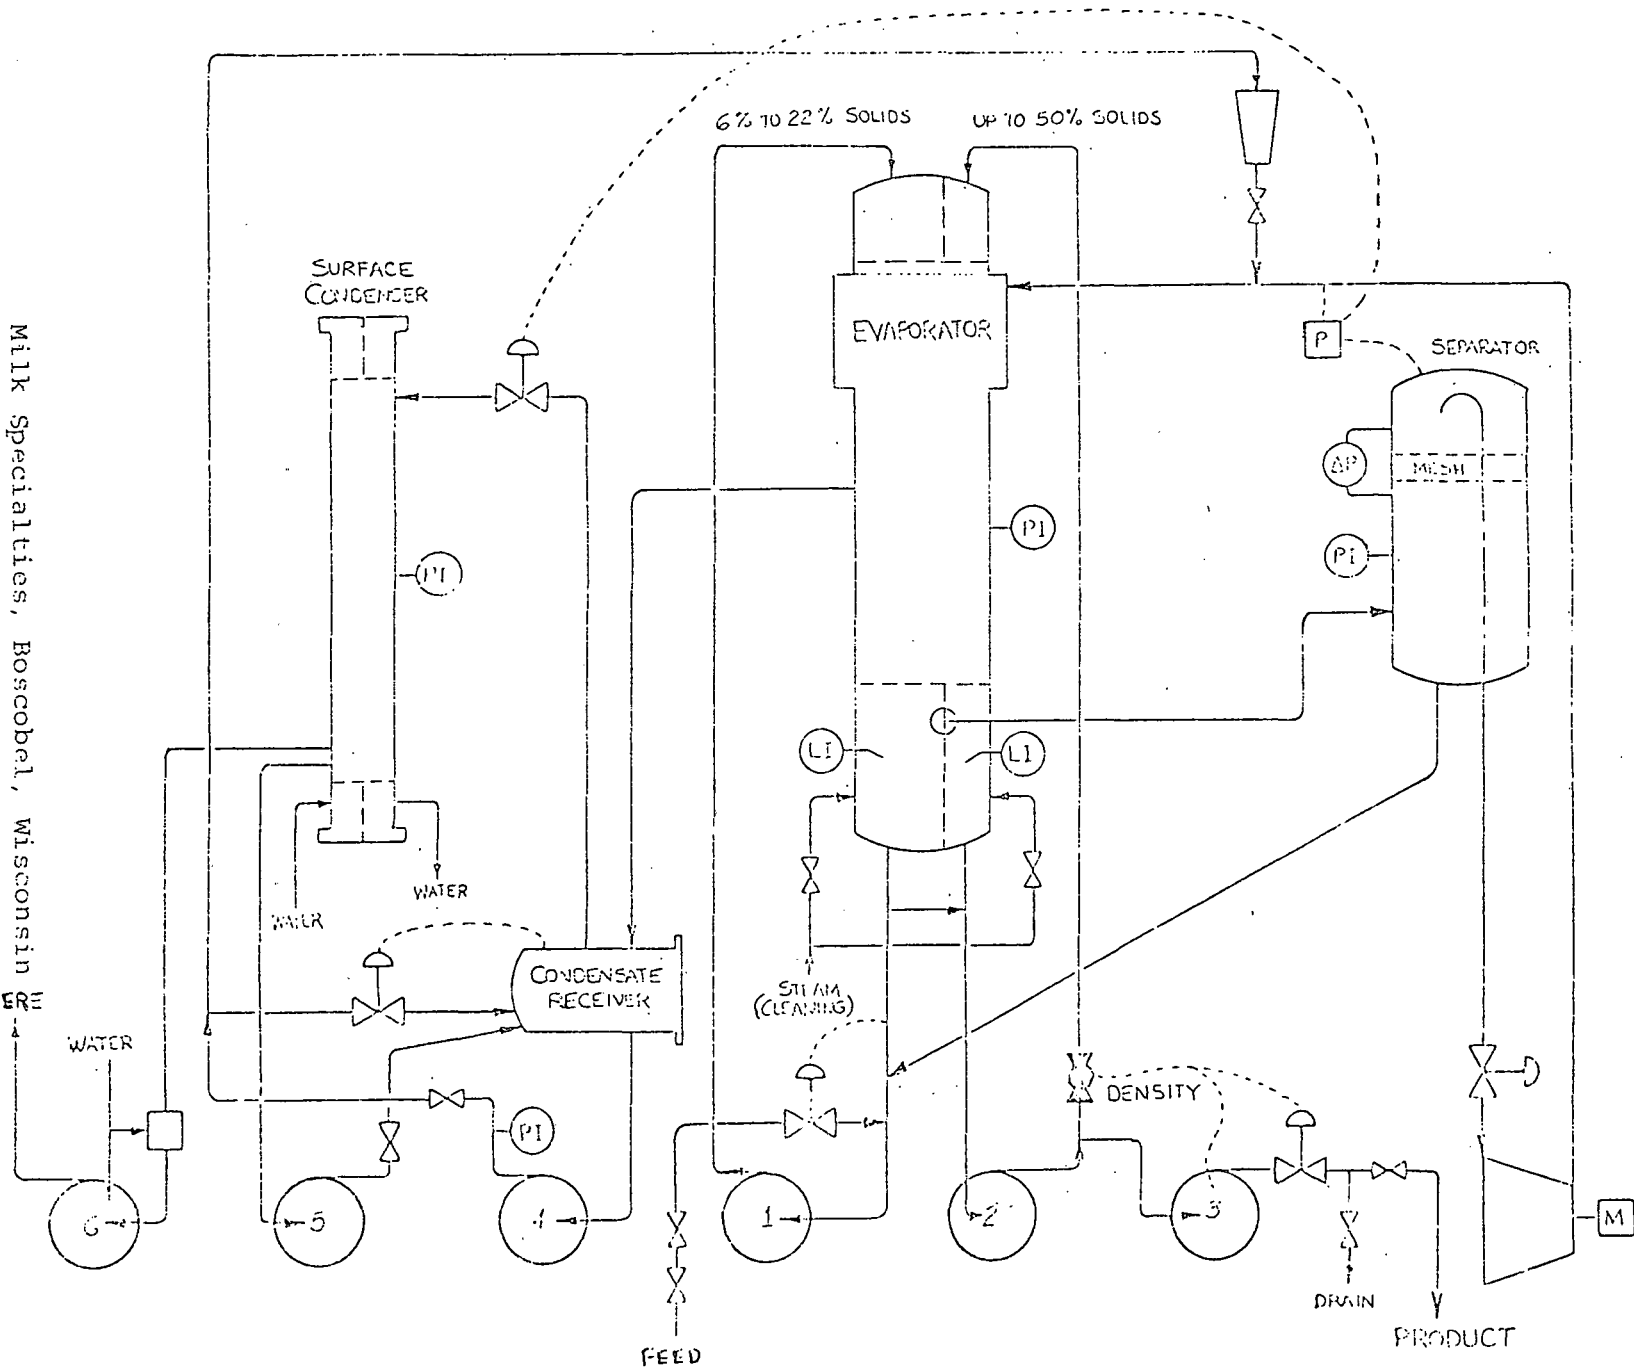 6% TO 22% SOLIDS
UP TO 50% SOLIDS
SURFACE
CONDENSER
EVAPORATOR
P
SEPARATOR
ΔP
MESH
PI
PI
PI
LI
LI
WATER
WATER
CONDENSATE
RECEIVER
STEAM
(CLEANING)
ERE
WATER
DENSITY
PI
6
5
4
1
2
3
M
DRAIN
PRODUCT
FEED
Milk Specialties, Boscobel, Wisconsin